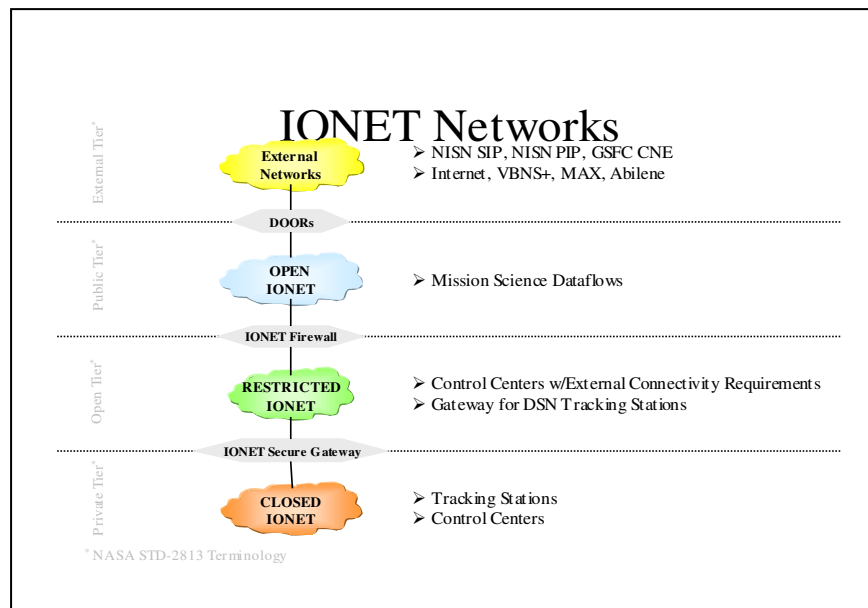 IONET Networks
External Tier*
External
Networks
➢ NISN SIP, NISN PIP, GSFC CNE
➢ Internet, VBNS+, MAX, Abilene
DOORs
Public Tier*
OPEN
IONET
➢ Mission Science Dataflows
IONET Firewall
Open Tier*
RESTRICTED
IONET
➢ Control Centers w/External Connectivity Requirements
➢ Gateway for DSN Tracking Stations
IONET Secure Gateway
Private Tier*
CLOSED
IONET
➢ Tracking Stations
➢ Control Centers
* NASA STD-2813 Terminology